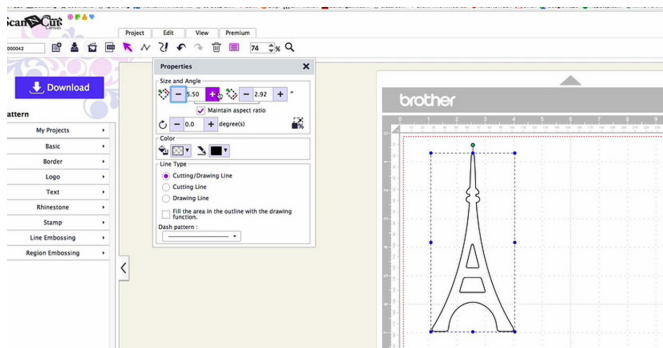 ScanNCut
Project Edit View Premium
000042
74 %
Download
Pattern
My Projects
Basic
Border
Logo
Text
Rhinestone
Stamp
Line Embossing
Region Embossing
Properties
Size and Angle
5.50
2.92 "
Maintain aspect ratio
0.0 degree(s)
Color
Line Type
Cutting/Drawing Line
Cutting Line
Drawing Line
Fill the area in the outline with the drawing
function.
Dash pattern :
brother